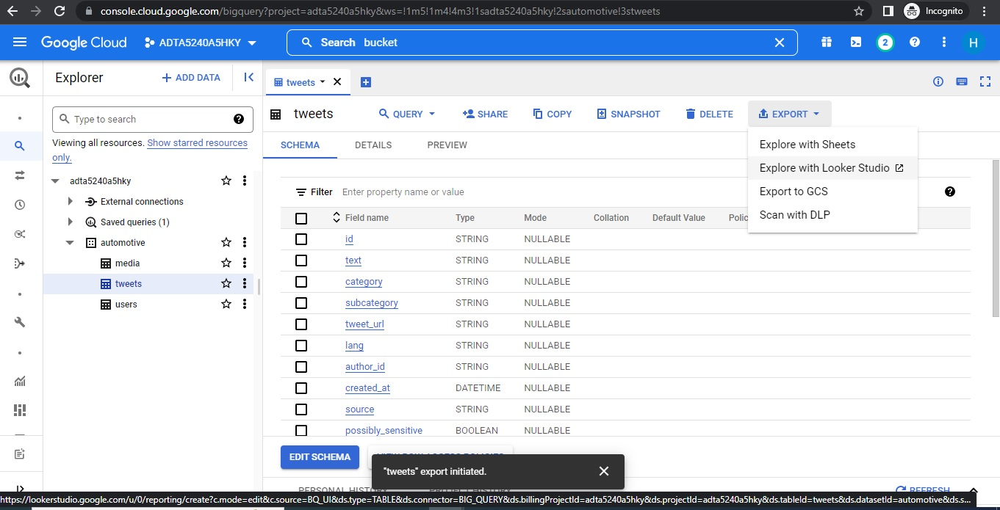 console.cloud.google.com/bigquery?project=adta5240a5hky&ws=!1m5!1m4!4m3!1sadta5240a5hky!2sautomotive!3stweets
Incognito
Google Cloud
ADTA5240A5HKY
Search bucket
2
H
Explorer
+ ADD DATA
tweets
Type to search
tweets
QUERY
SHARE
COPY
SNAPSHOT
DELETE
EXPORT
Viewing all resources. Show starred resources
only.
SCHEMA
DETAILS
PREVIEW
Explore with Sheets
Explore with Looker Studio
Export to GCS
Scan with DLP
adta5240a5hky
External connections
Saved queries (1)
automotive
media
tweets
users
Filter Enter property name or value
Field name Type Mode Collation Default Value Polic
id STRING NULLABLE
text STRING NULLABLE
category STRING NULLABLE
subcategory STRING NULLABLE
tweet_url STRING NULLABLE
lang STRING NULLABLE
author_id STRING NULLABLE
created_at DATETIME NULLABLE
source STRING NULLABLE
possibly_sensitive BOOLEAN NULLABLE
EDIT SCHEMA
VIEW ROW ACCESS POLICIES
"tweets" export initiated.
PERSONAL HISTORY
PROJECT HISTORY
REFRESH
https://lookerstudio.google.com/u/0/reporting/create?c.mode=edit&c.source=BQ_UI&ds.type=TABLE&ds.connector=BIG_QUERY&ds.billingProjectId=adta5240a5hky&ds.projectId=adta5240a5hky&ds.tableId=tweets&ds.datasetId=automotive&ds.s...